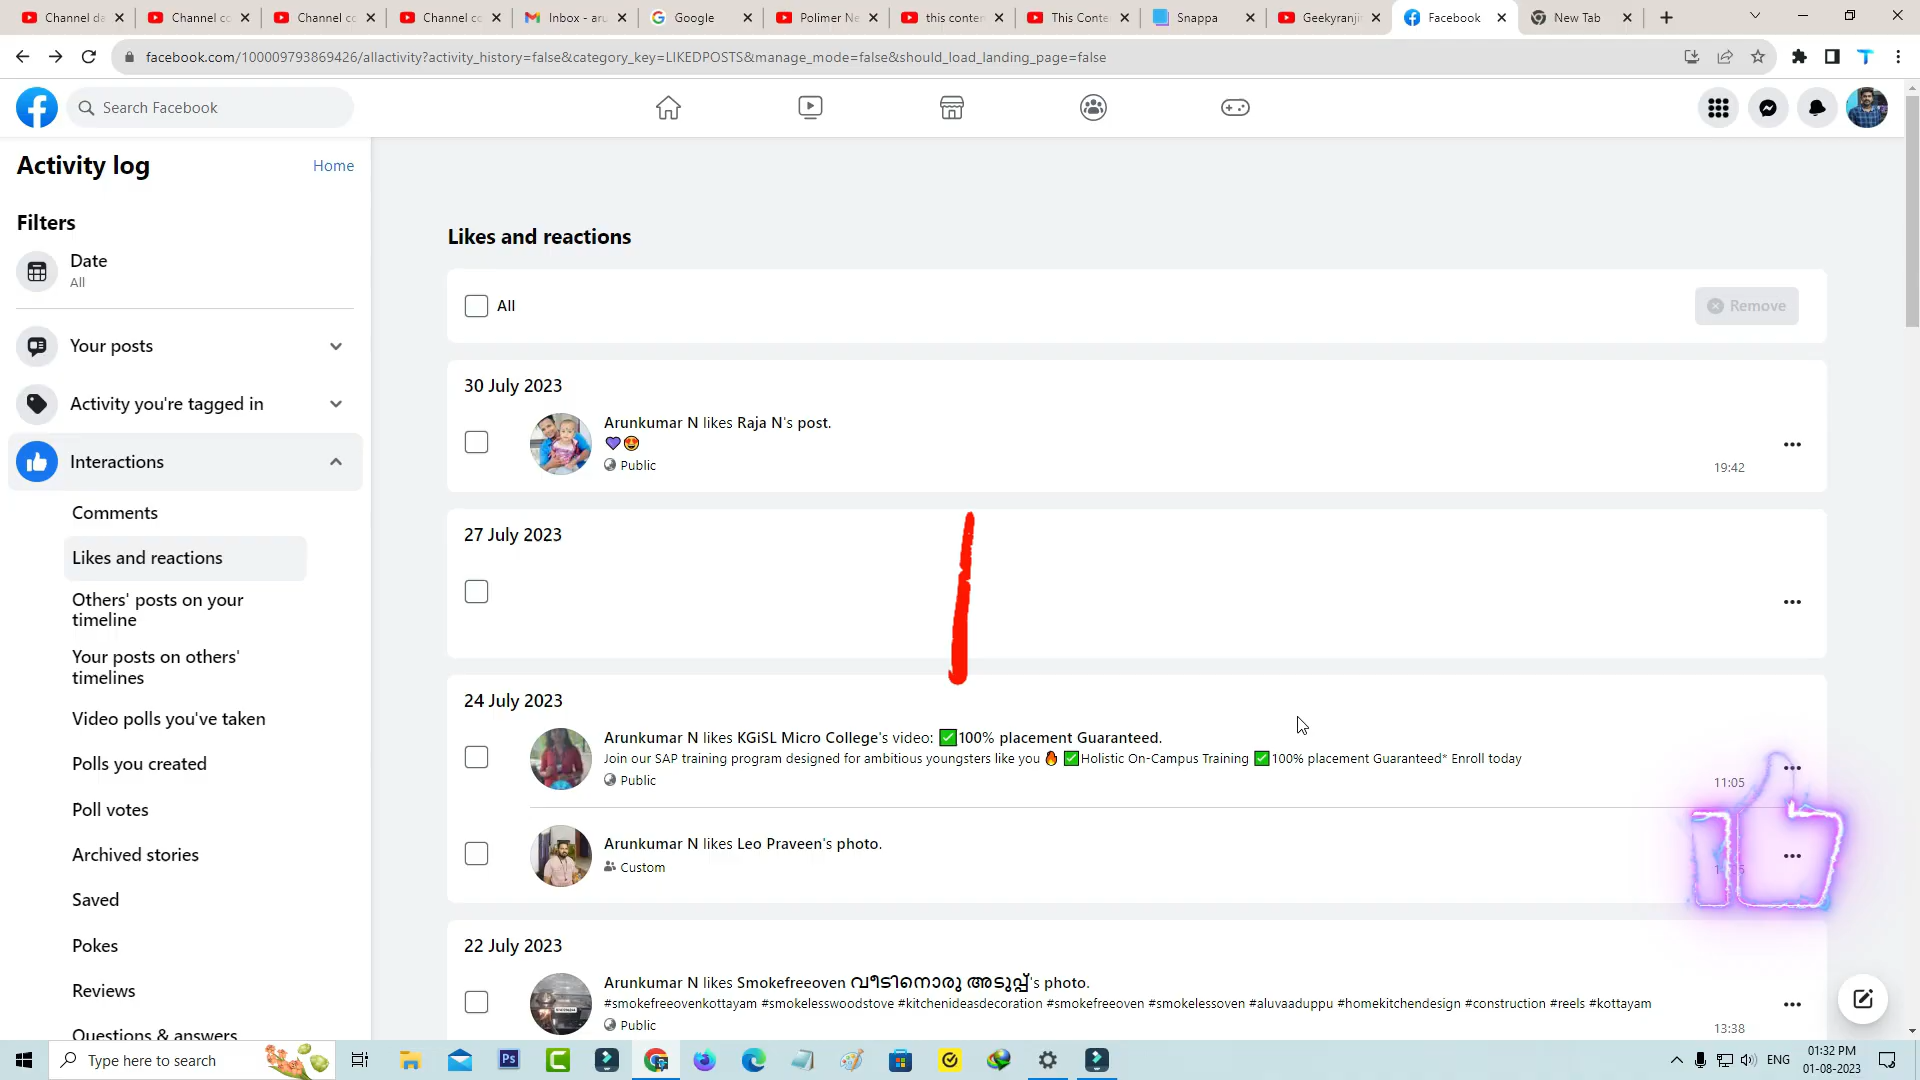 Channel da
Channel co
Channel co
Channel co
Inbox - aru
Google
Polimer Ne
this conten
This Conte
Snappa
Geekyranji
Facebook
New Tab
facebook.com/100009793869426/allactivity?activity_history=false&category_key=LIKEDPOSTS&manage_mode=false&should_load_landing_page=false
Search Facebook
Activity log
Home
Filters
Date
All
Your posts
Activity you're tagged in
Interactions
Comments
Likes and reactions
Others' posts on your
timeline
Your posts on others'
timelines
Video polls you've taken
Polls you created
Poll votes
Archived stories
Saved
Pokes
Reviews
Questions & answers
Likes and reactions
All
Remove
30 July 2023
Arunkumar N likes Raja N's post.
💜😍
Public
19:42
27 July 2023
24 July 2023
Arunkumar N likes KGiSL Micro College's video: ✅100% placement Guaranteed.
Join our SAP training program designed for ambitious youngsters like you 🔥 ✅Holistic On-Campus Training ✅100% placement Guaranteed* Enroll today
Public
11:05
Arunkumar N likes Leo Praveen's photo.
Custom
22 July 2023
Arunkumar N likes Smokefreeoven വീടിനൊരു അടുപ്പ്'s photo.
#smokefreeovenkottayam #smokelesswoodstove #kitchenideasdecoration #smokefreeoven #smokelessoven #aluvaaduppu #homekitchendesign #construction #reels #kottayam
Public
13:38
Type here to search
Ps
ENG
01:32 PM
01-08-2023